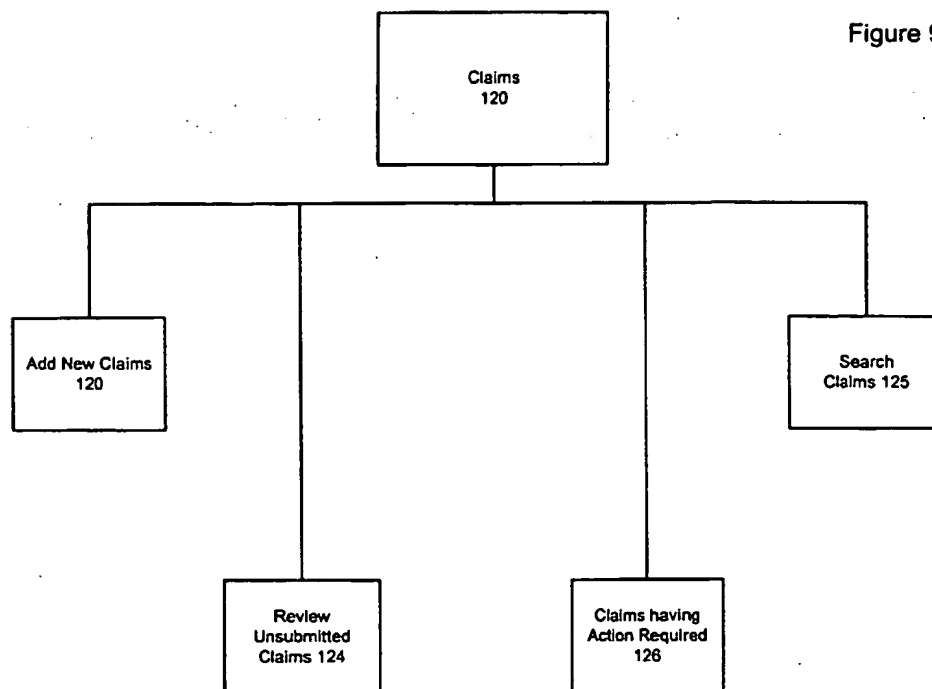 Figure 9
Claims
120
Add New Claims
120
Search
Claims 125
Review
Unsubmitted
Claims 124
Claims having
Action Required
126